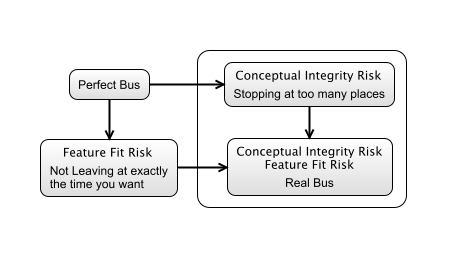 Perfect Bus
Conceptual Integrity Risk
Stopping at too many places
Feature Fit Risk
Not Leaving at exactly
the time you want
Conceptual Integrity Risk
Feature Fit Risk
Real Bus